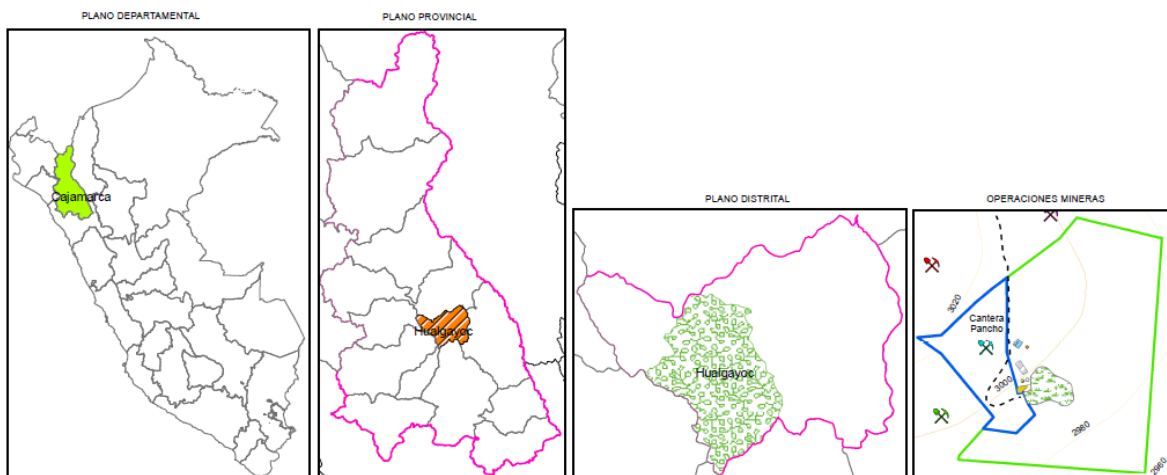 PLANO DEPARTAMENTAL
PLANO PROVINCIAL
PLANO DISTRITAL
OPERACIONES MINERAS
Cajamarca
Hualgayoc
Hualgayoc
3020
Cantera
Pancho
3000
2980
2960